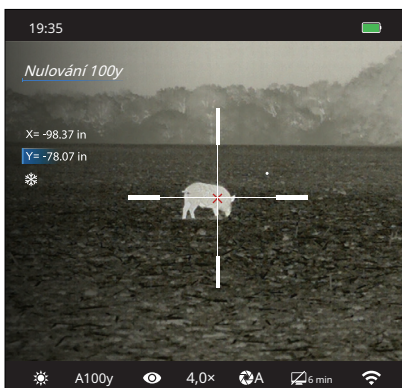 19:35
Nulování 100y
X= -98.37 in
Y= -78.07 in
A100y 4,0× A 6 min